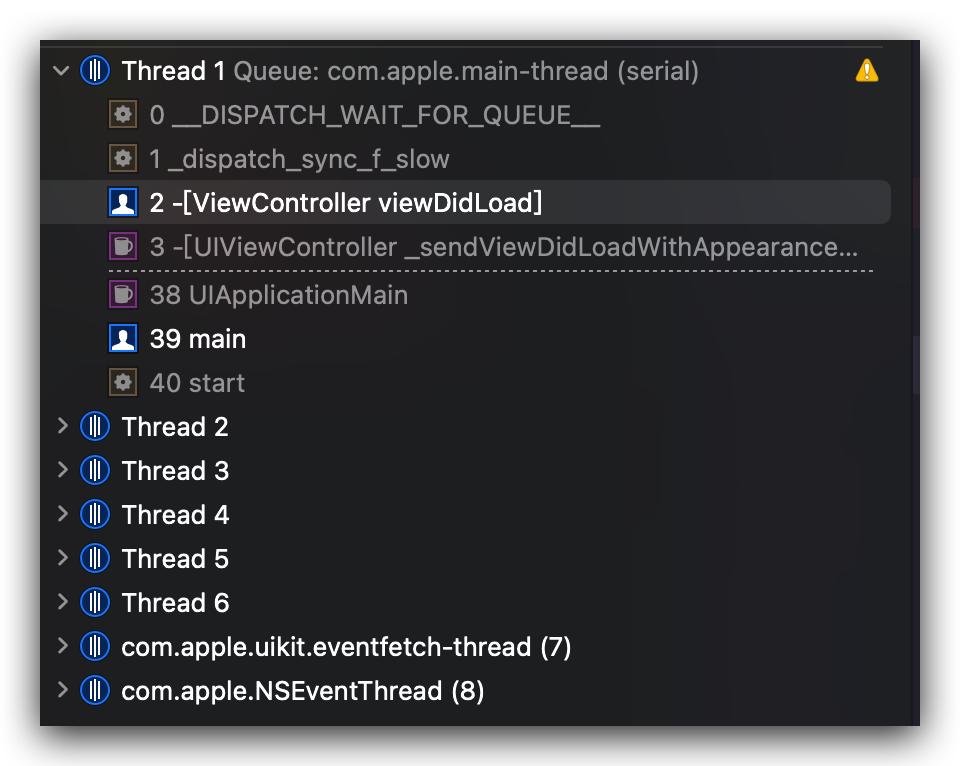 Thread 1 Queue: com.apple.main-thread (serial)
0 __DISPATCH_WAIT_FOR_QUEUE__
1 _dispatch_sync_f_slow
2 -[ViewController viewDidLoad]
3 -[UIViewController _sendViewDidLoadWithAppearance...
38 UIApplicationMain
39 main
40 start
Thread 2
Thread 3
Thread 4
Thread 5
Thread 6
com.apple.uikit.eventfetch-thread (7)
com.apple.NSEventThread (8)